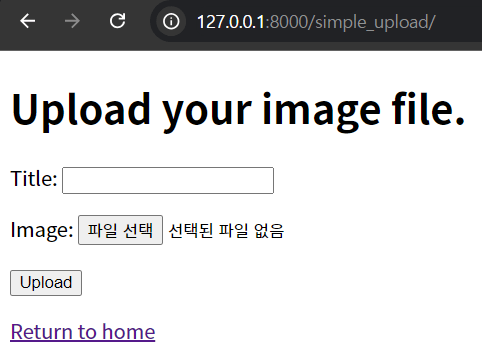 127.0.0.1:8000/simple_upload/
Upload your image file.
Title:
Image: 파일 선택 선택된 파일 없음
Upload
Return to home